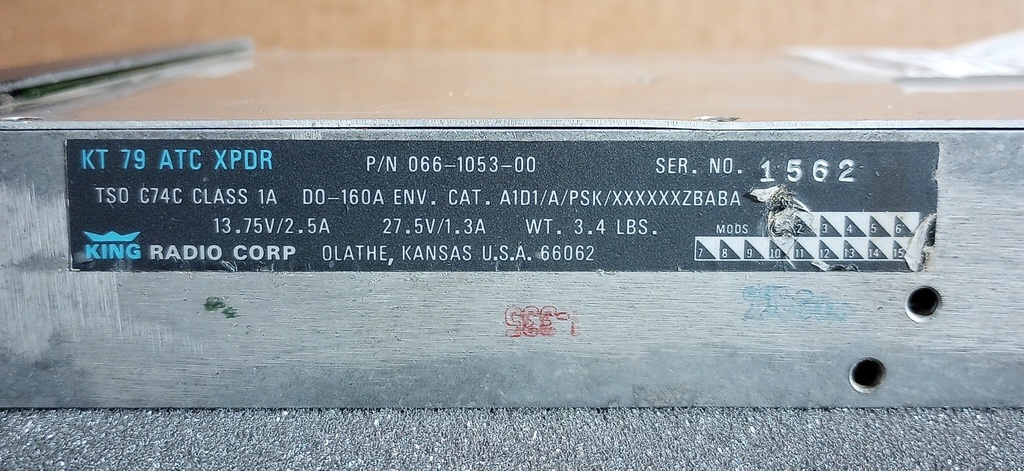 KT 79 ATC XPDR P/N 066-1053-00 SER. NO. 1562
TSO C74C CLASS 1A DO-160A ENV. CAT. A1D1/A/PSK/XXXXXXZBABA
13.75V/2.5A 27.5V/1.3A WT. 3.4 LBS.
MODS 2 3 4 5 6
KING RADIO CORP OLATHE, KANSAS U.S.A. 66062
7 8 9 10 11 12 13 14 15